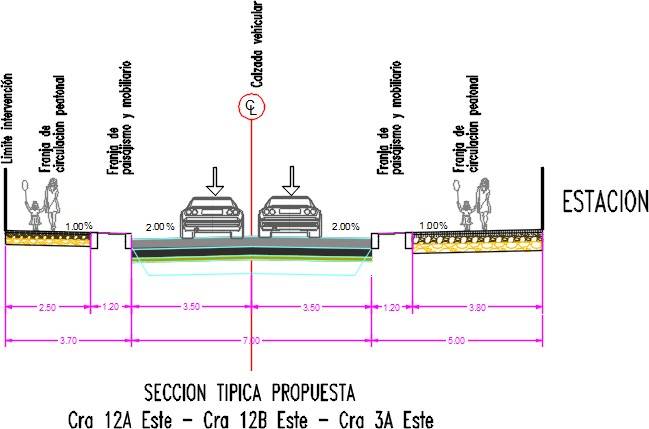 Limite intervención
Franja de
circulacion peatonal
Franja de
paisajismo y mobiliario
Calzada vehicular
Franja de
paisajismo y mobiliario
Franja de
circulacion peatonal
CL
ESTACION
1.00%
2.00%
2.00%
1.00%
2.50
1.20
3.50
3.50
1.20
3.80
3.70
7.00
5.00
SECCION TIPICA PROPUESTA
Cra 12A Este - Cra 12B Este - Cra 3A Este